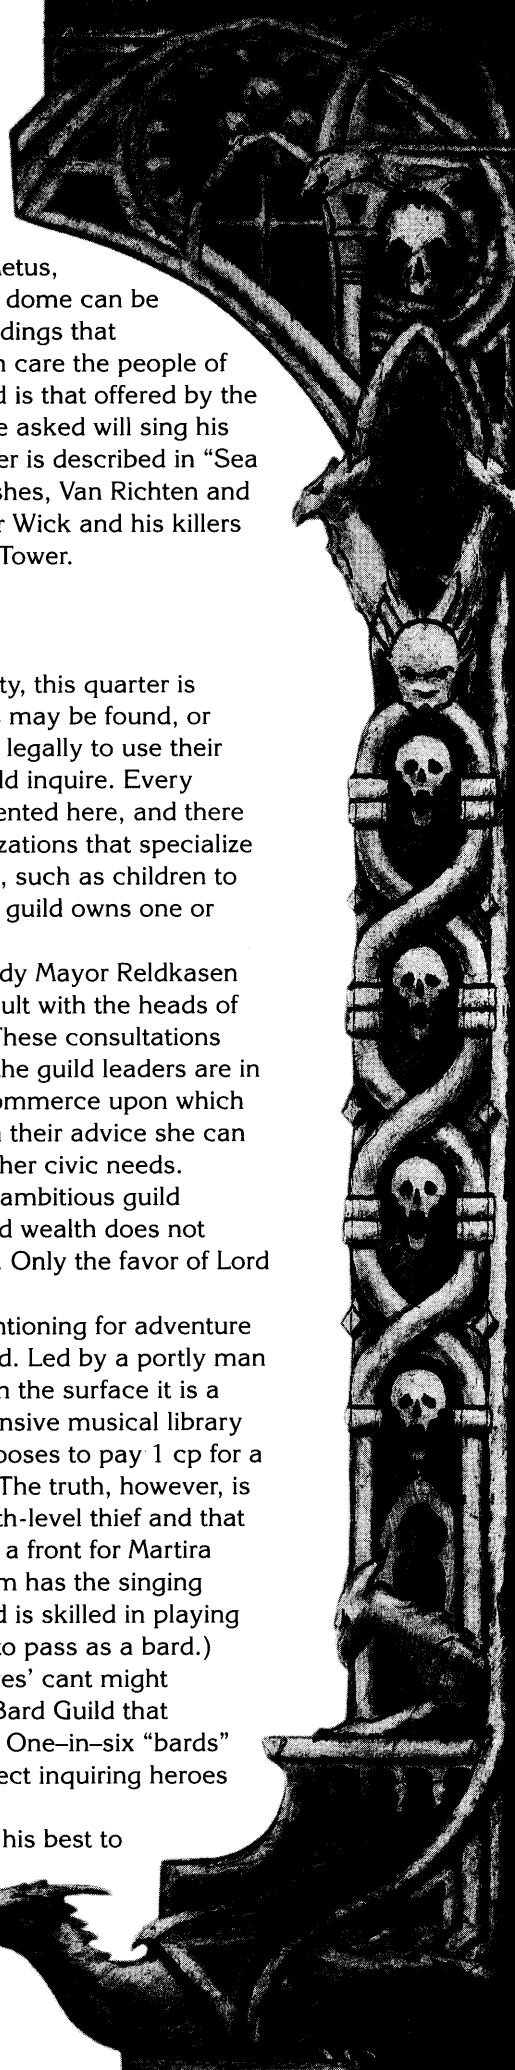 etus,
dome can be
dings that
n care the people of
d is that offered by the
e asked will sing his
er is described in “Sea
shes, Van Richten and
r Wick and his killers
Tower.
ty, this quarter is
may be found, or
legally to use their
ld inquire. Every
ented here, and there
zations that specialize
, such as children to
guild owns one or
dy Mayor Reldkasen
ult with the heads of
These consultations
he guild leaders are in
ommerce upon which
their advice she can
her civic needs.
ambitious guild
d wealth does not
. Only the favor of Lord
ntioning for adventure
d. Led by a portly man
n the surface it is a
nsive musical library
ooses to pay 1 cp for a
The truth, however, is
th-level thief and that
a front for Martira
m has the singing
d is skilled in playing
to pass as a bard.)
es’ cant might
Bard Guild that
One–in–six “bards”
ect inquiring heroes
his best to